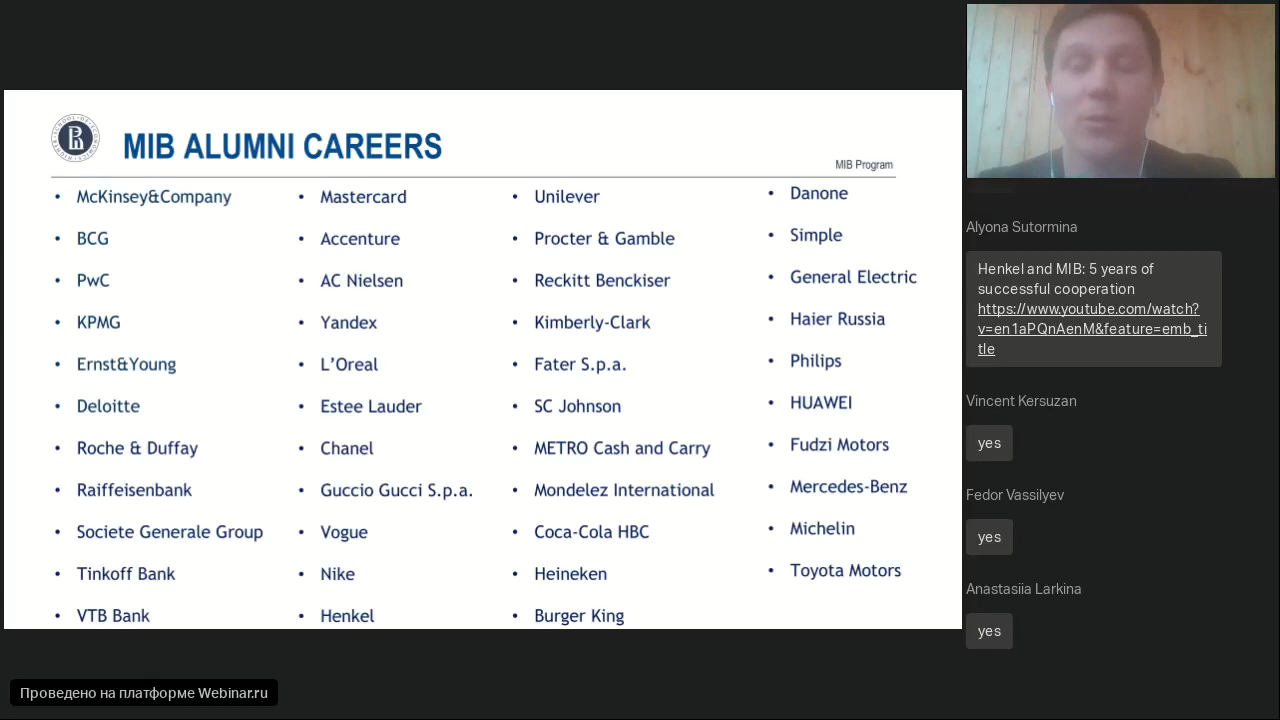 MIB ALUMNI CAREERS
MIB Program
McKinsey&Company
BCG
PwC
KPMG
Ernst&Young
Deloitte
Roche & Duffay
Raiffeisenbank
Societe Generale Group
Tinkoff Bank
VTB Bank
Mastercard
Accenture
AC Nielsen
Yandex
L’Oreal
Estee Lauder
Chanel
Guccio Gucci S.p.a.
Vogue
Nike
Henkel
Unilever
Procter & Gamble
Reckitt Benckiser
Kimberly-Clark
Fater S.p.a.
SC Johnson
METRO Cash and Carry
Mondelez International
Coca-Cola HBC
Heineken
Burger King
Danone
Simple
General Electric
Haier Russia
Philips
HUAWEI
Fudzi Motors
Mercedes-Benz
Michelin
Toyota Motors
Alyona Sutormina
Henkel and MIB: 5 years of
successful cooperation
https://www.youtube.com/watch?
v=en1aPQnAenM&feature=emb_ti
tle
Vincent Kersuzan
yes
Fedor Vassilyev
yes
Anastasiia Larkina
yes
Проведено на платформе Webinar.ru